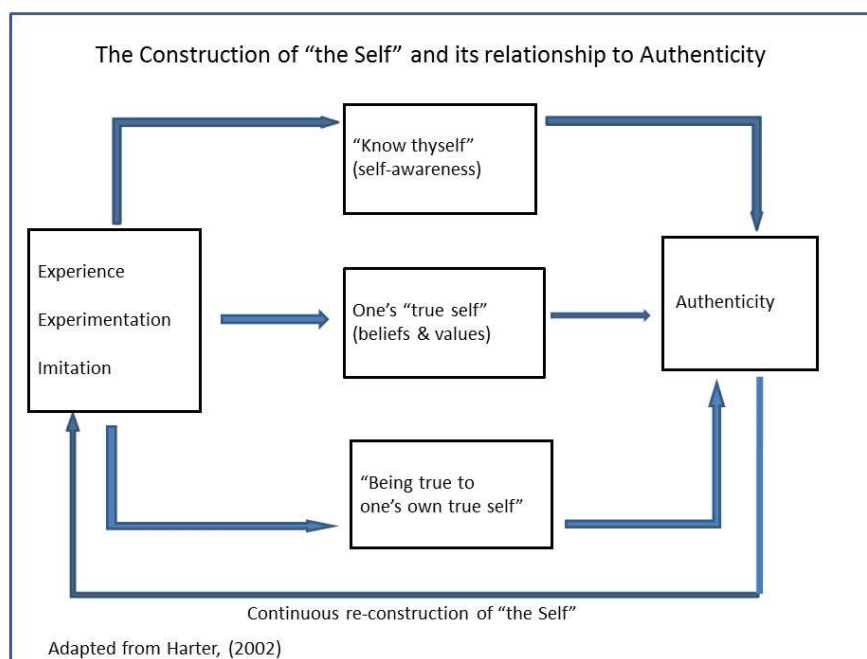 The Construction of “the Self” and its relationship to Authenticity
“Know thyself”
(self-awareness)
Experience
Experimentation
Imitation
One’s “true self”
(beliefs & values)
Authenticity
“Being true to
one’s own true self”
Continuous re-construction of “the Self”
Adapted from Harter, (2002)